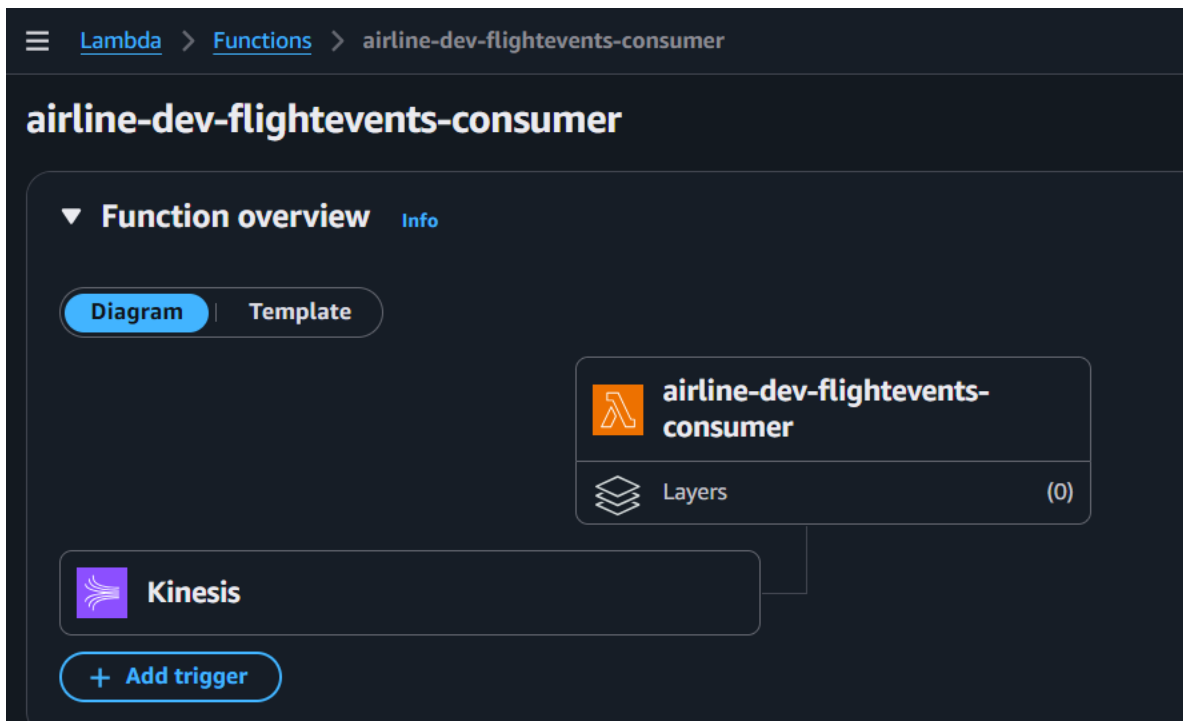 Lambda > Functions > airline-dev-flightevents-consumer
airline-dev-flightevents-consumer
Function overview Info
Diagram | Template
airline-dev-flightevents-
consumer
Layers (0)
Kinesis
+ Add trigger